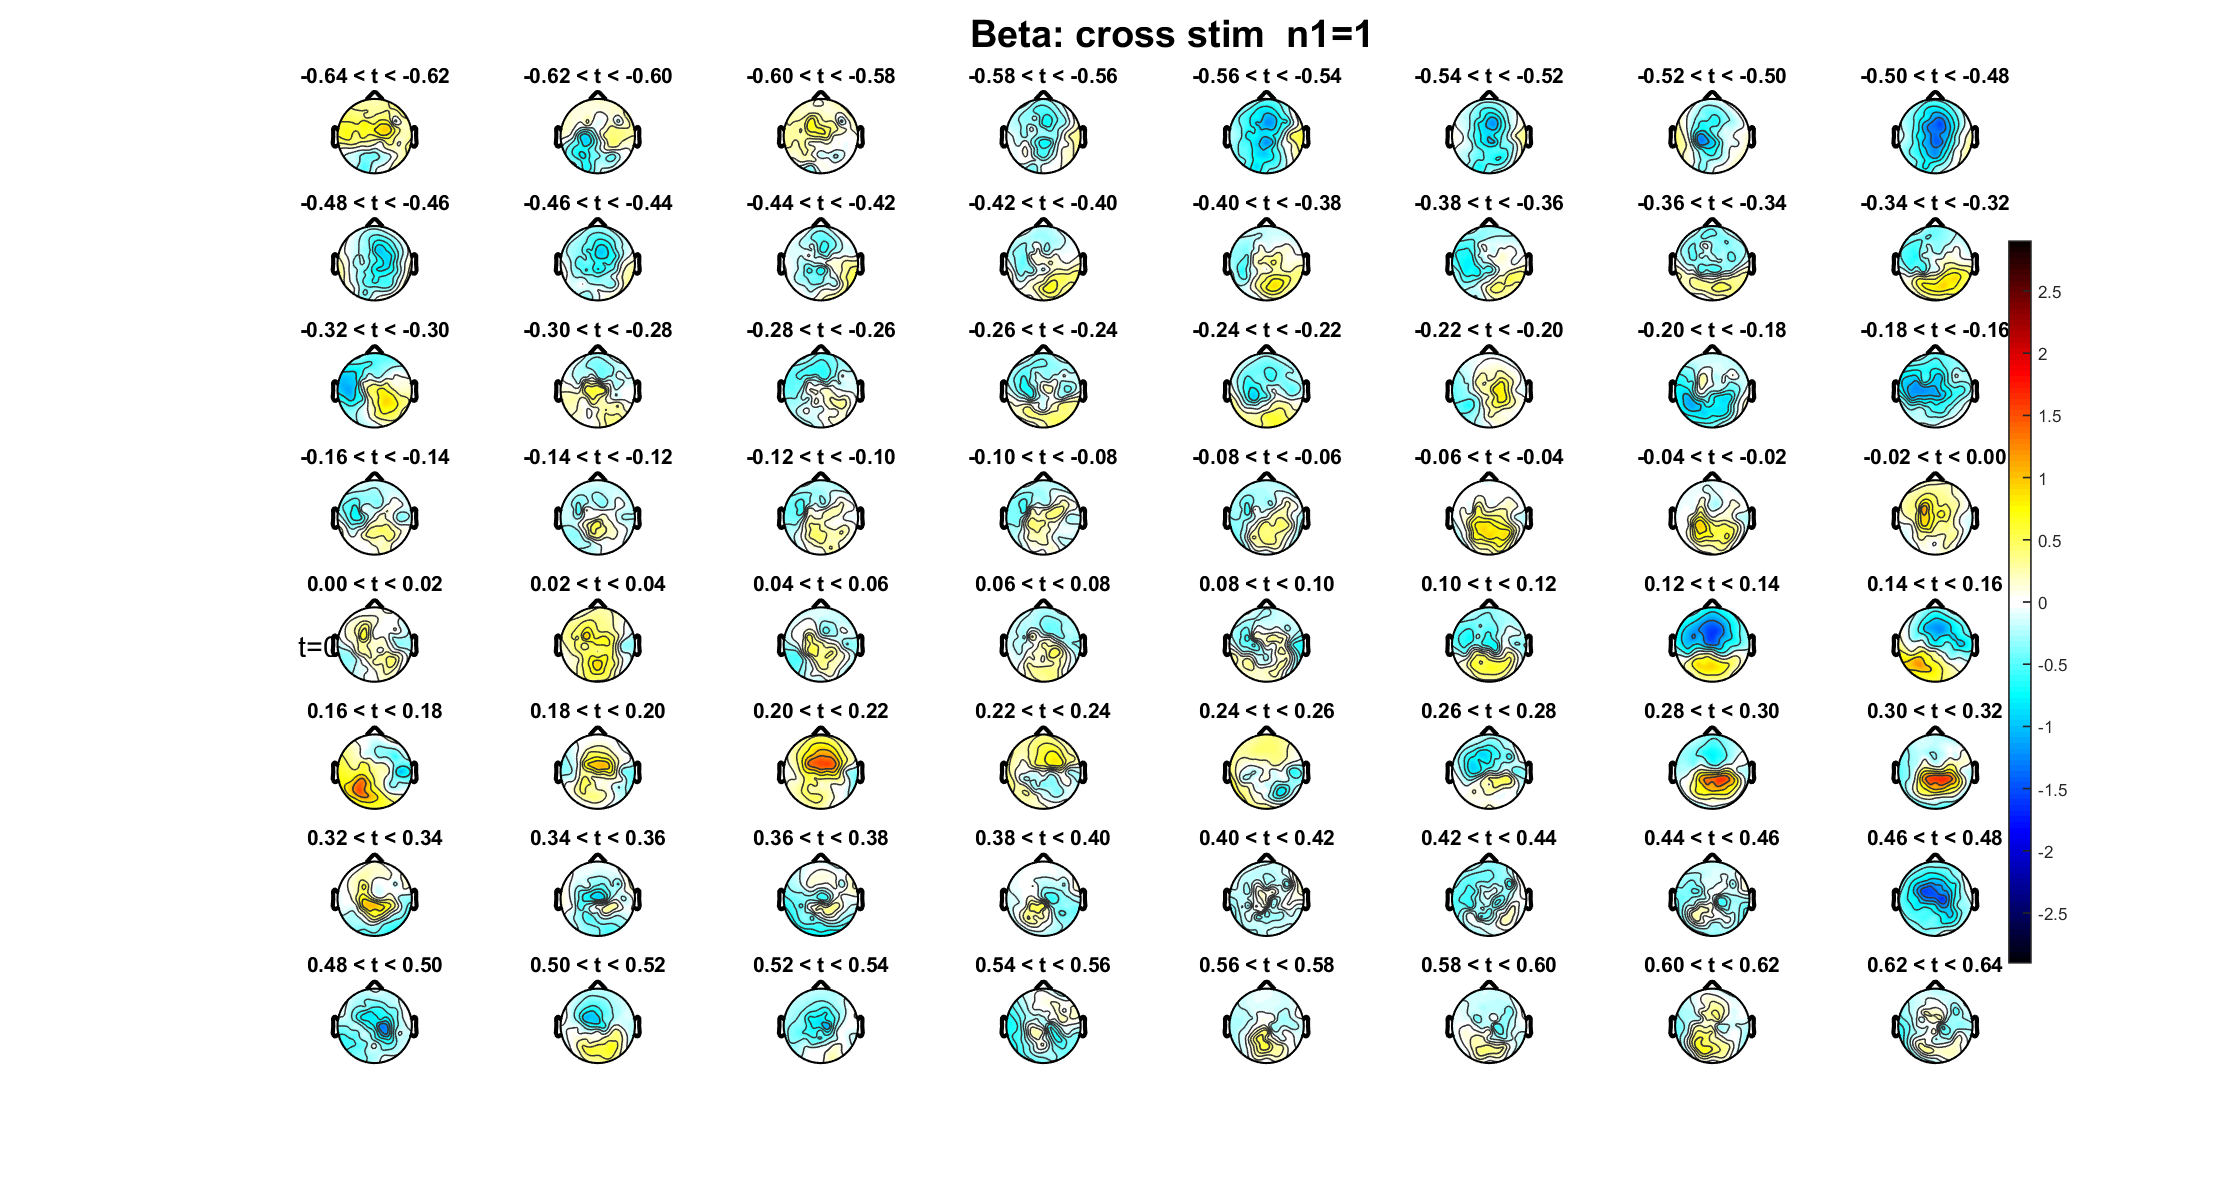 Beta: cross stim  n1=1
-0.64 < t < -0.62 -0.62 < t < -0.60 -0.60 < t < -0.58 -0.58 < t < -0.56 -0.56 < t < -0.54 -0.54 < t < -0.52 -0.52 < t < -0.50 -0.50 < t < -0.48
-0.48 < t < -0.46 -0.46 < t < -0.44 -0.44 < t < -0.42 -0.42 < t < -0.40 -0.40 < t < -0.38 -0.38 < t < -0.36 -0.36 < t < -0.34 -0.34 < t < -0.32
-0.32 < t < -0.30 -0.30 < t < -0.28 -0.28 < t < -0.26 -0.26 < t < -0.24 -0.24 < t < -0.22 -0.22 < t < -0.20 -0.20 < t < -0.18 -0.18 < t < -0.16
-0.16 < t < -0.14 -0.14 < t < -0.12 -0.12 < t < -0.10 -0.10 < t < -0.08 -0.08 < t < -0.06 -0.06 < t < -0.04 -0.04 < t < -0.02 -0.02 < t < 0.00
0.00 < t < 0.02 0.02 < t < 0.04 0.04 < t < 0.06 0.06 < t < 0.08 0.08 < t < 0.10 0.10 < t < 0.12 0.12 < t < 0.14 0.14 < t < 0.16
t=0
0.16 < t < 0.18 0.18 < t < 0.20 0.20 < t < 0.22 0.22 < t < 0.24 0.24 < t < 0.26 0.26 < t < 0.28 0.28 < t < 0.30 0.30 < t < 0.32
0.32 < t < 0.34 0.34 < t < 0.36 0.36 < t < 0.38 0.38 < t < 0.40 0.40 < t < 0.42 0.42 < t < 0.44 0.44 < t < 0.46 0.46 < t < 0.48
0.48 < t < 0.50 0.50 < t < 0.52 0.52 < t < 0.54 0.54 < t < 0.56 0.56 < t < 0.58 0.58 < t < 0.60 0.60 < t < 0.62 0.62 < t < 0.64
2.5
2
1.5
1
0.5
0
-0.5
-1
-1.5
-2
-2.5